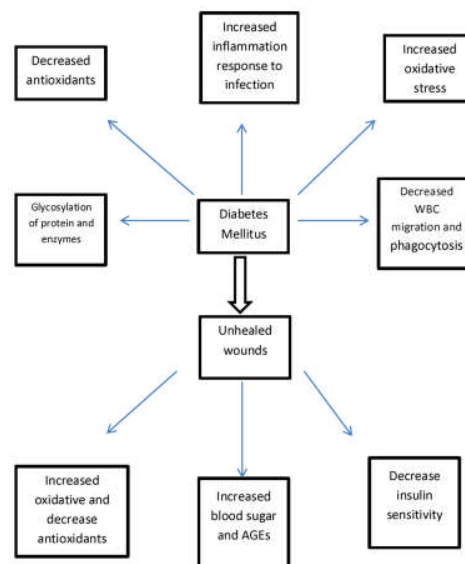 Decreased
antioxidants
Increased
inflammation
response to
infection
Increased
oxidative
stress
Glycosylation
of protein and
enzymes
Diabetes
Mellitus
Decreased
WBC
migration and
phagocytosis
Unhealed
wounds
Increased
oxidative and
decrease
antioxidants
Increased
blood sugar
and AGEs
Decrease
insulin
sensitivity